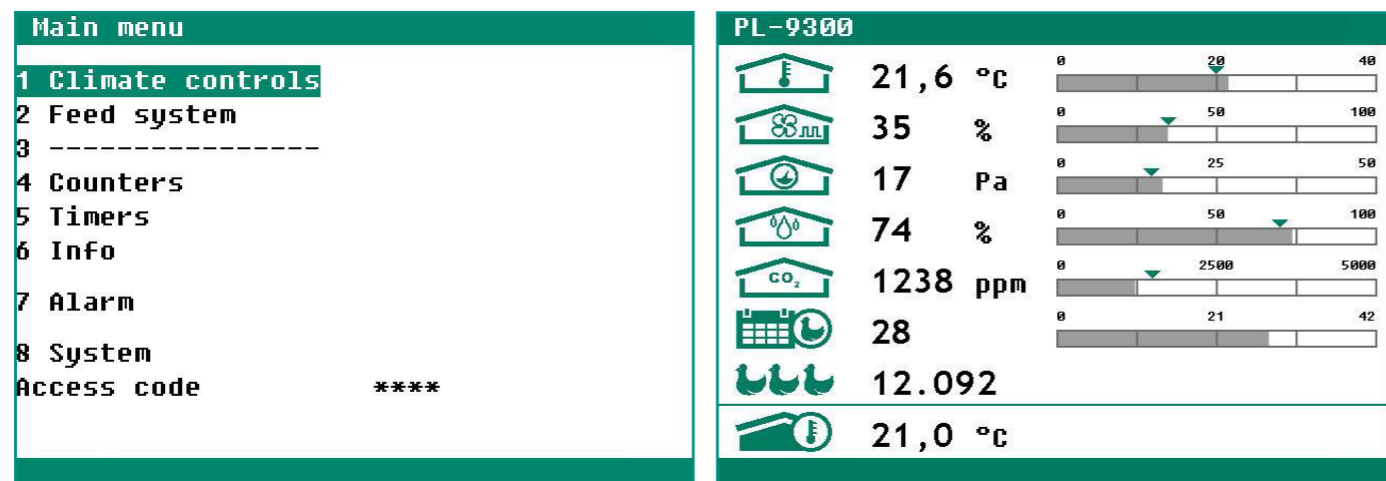 Main menu
1 Climate controls
2 Feed system
3 ----------------
4 Counters
5 Timers
6 Info
7 Alarm
8 System
Access code ****
PL-9300
21,6 °C 0 20 40
35 % 0 50 100
17 Pa 0 25 50
74 % 0 50 100
CO₂ 1238 ppm 0 2500 5000
28 0 21 42
12.092
21,0 °C